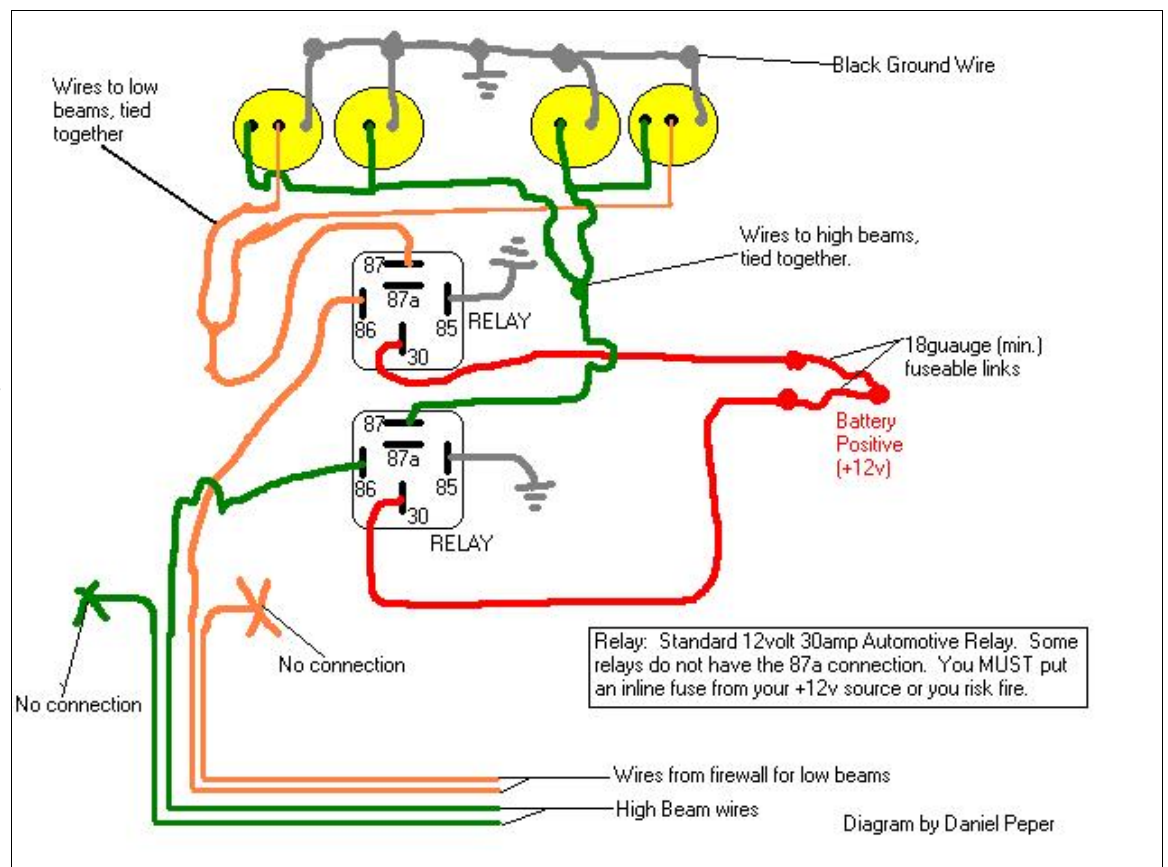 Black Ground Wire
Wires to low
beams, tied
together
Wires to high beams,
tied together.
87
87a
86
85
30
RELAY
18guauge (min.)
fuseable links
Battery
Positive
(+12v)
87
87a
86
85
30
RELAY
No connection
No connection
Relay: Standard 12volt 30amp Automotive Relay. Some
relays do not have the 87a connection. You MUST put
an inline fuse from your +12v source or you risk fire.
Wires from firewall for low beams
High Beam wires
Diagram by Daniel Peper